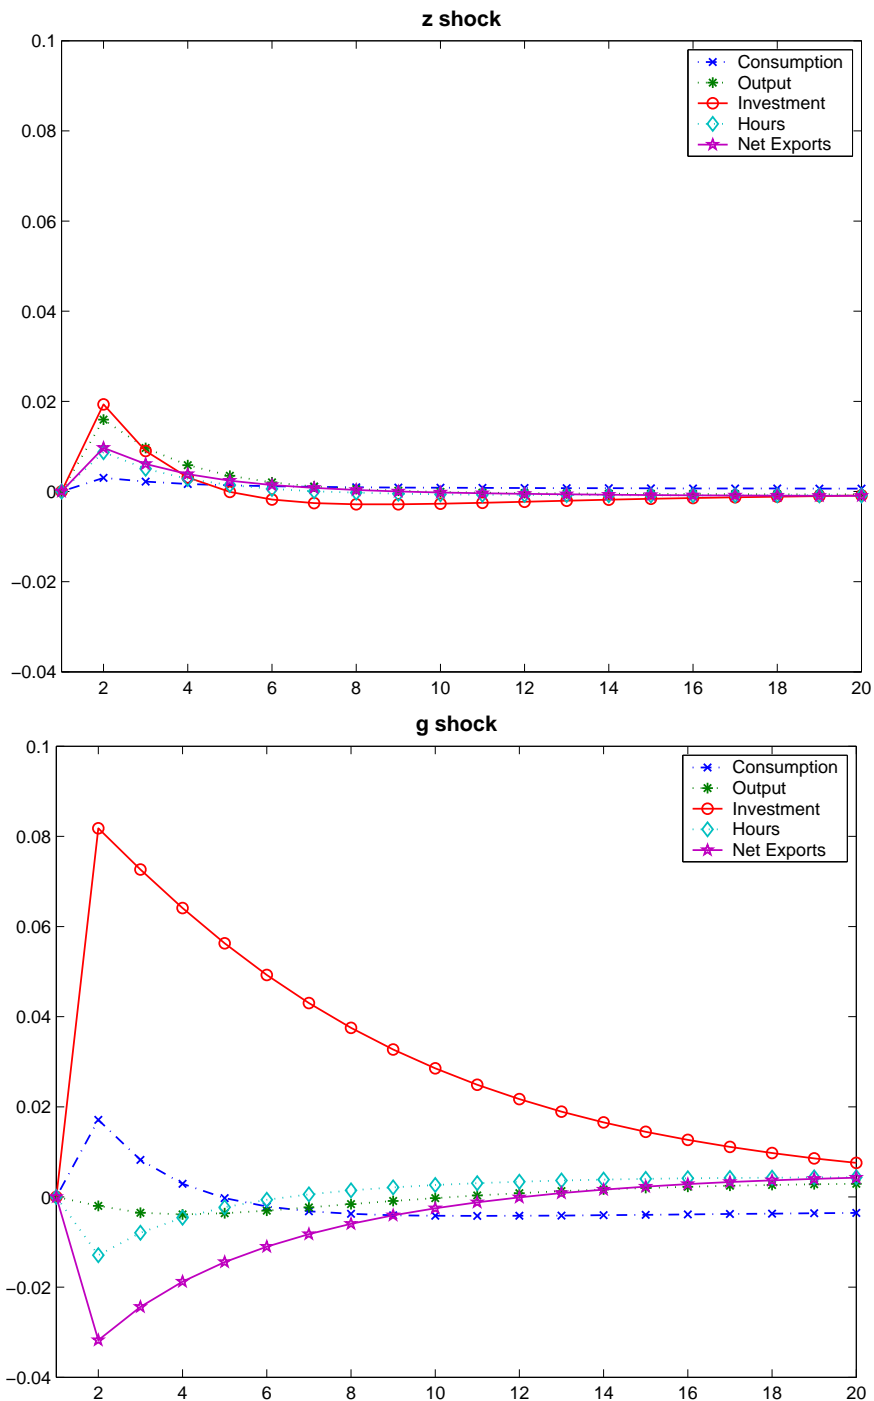 z shock
0.1
0.08
0.06
0.04
0.02
0
−0.02
−0.04
2 4 6 8 10 12 14 16 18 20
Consumption
Output
Investment
Hours
Net Exports
g shock
0.1
0.08
0.06
0.04
0.02
0
−0.02
−0.04
2 4 6 8 10 12 14 16 18 20
Consumption
Output
Investment
Hours
Net Exports